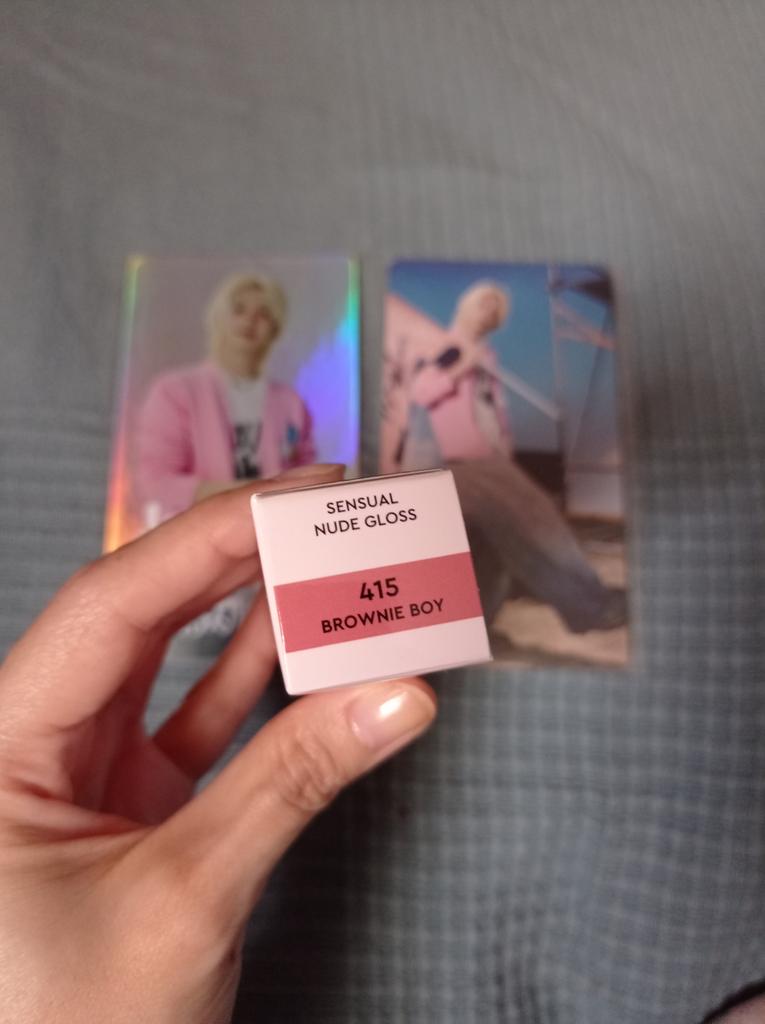 SENSUAL
NUDE GLOSS
415
BROWNIE BOY